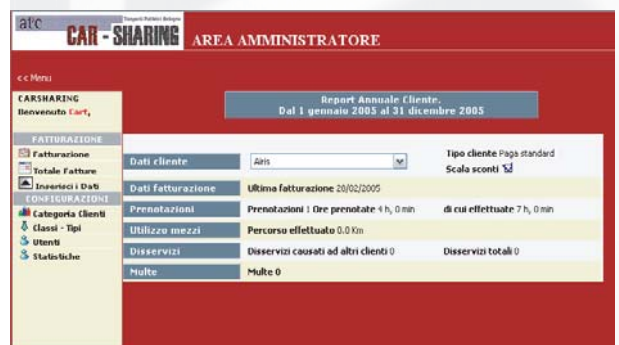 atc
Trasporti Pubblici Bologna
CAR - SHARING
AREA AMMINISTRATORE
<< Menu
CARSHARING
Benvenuto Cart,
FATTURAZIONE
Fatturazione
Totale Fatture
Inserisci i Dati
CONFIGURAZIONI
Categoria Clienti
Classi - Tipi
Utenti
Statistiche
Report Annuale Cliente.
Dal 1 gennaio 2005 al 31 dicembre 2005
Dati cliente Airis Tipo cliente Paga standard
Scala sconti
Dati fatturazione Ultima fatturazione 20/02/2005
Prenotazioni Prenotazioni 1 Ore prenotate 4 h, 0 min di cui effettuate 7 h, 0 min
Utilizzo mezzi Percorso effettuato 0.0 Km
Disservizi Disservizi causati ad altri clienti 0 Disservizi totali 0
Multe Multe 0